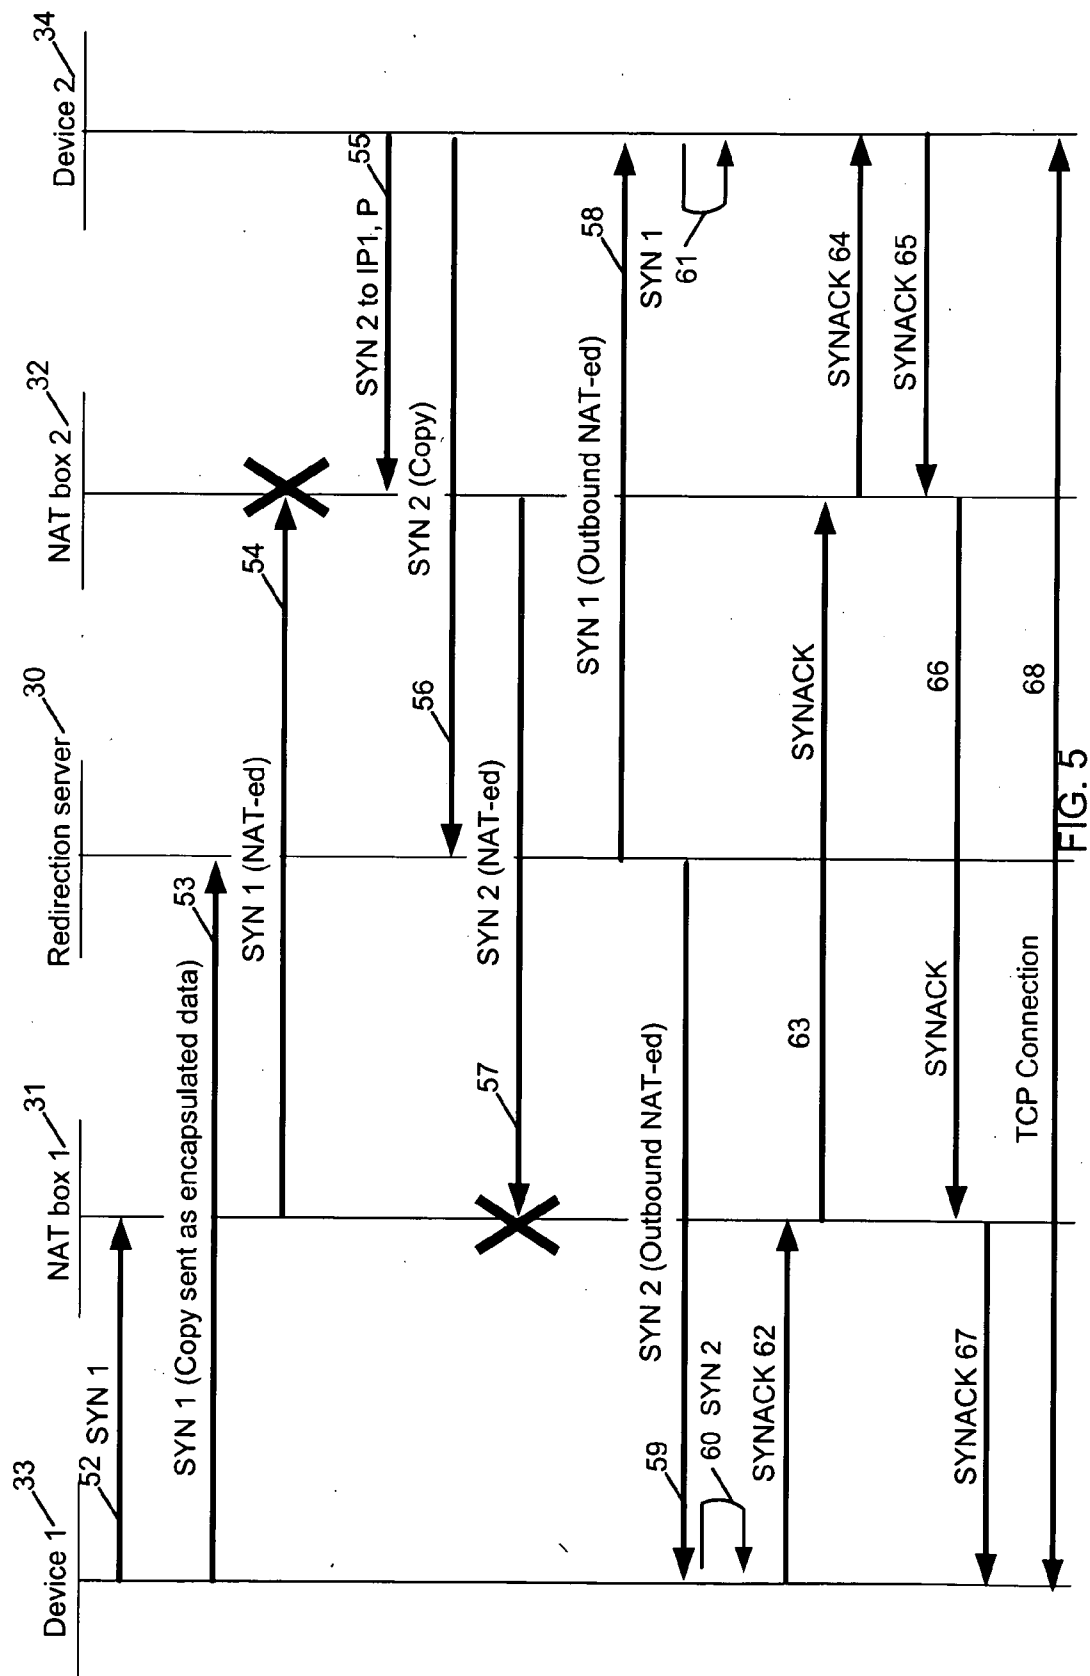 Device 1 33
NAT box 1 31
Redirection server 30
NAT box 2 32
Device 2 34
52 SYN 1
SYN 1 (Copy sent as encapsulated data) 53
SYN 1 (NAT-ed) 54
SYN 2 to IP1, P 55
SYN 2 (Copy) 56
SYN 2 (NAT-ed) 57
SYN 1 (Outbound NAT-ed) 58
SYN 2 (Outbound NAT-ed) 59
SYN 1
61
60 SYN 2
SYNACK 62
63 SYNACK
SYNACK 64
SYNACK 65
SYNACK 66
SYNACK 67
TCP Connection 68
FIG. 5